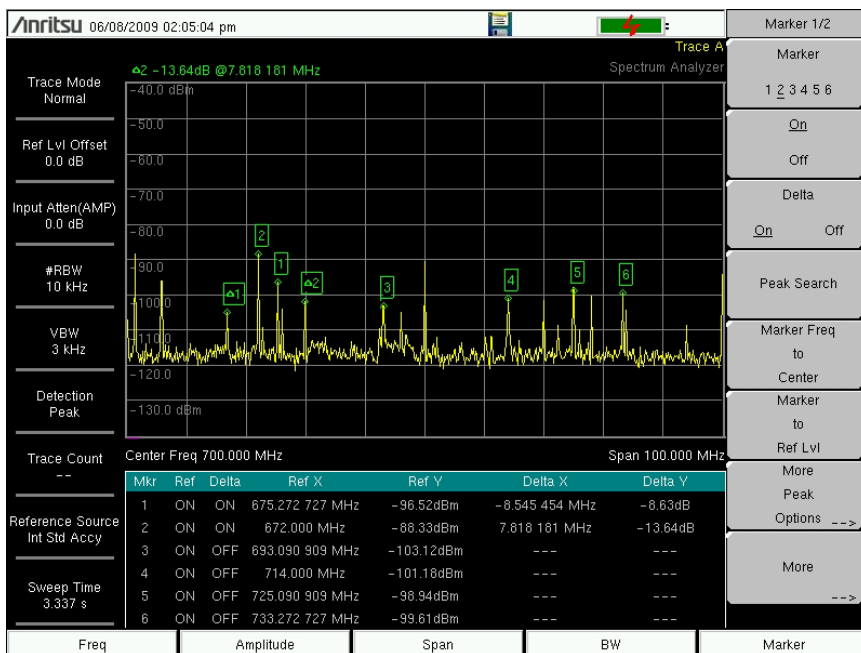 Anritsu 06/08/2009 02:05:04 pm
Trace A
Δ2 -13.64dB @7.818 181 MHz
Spectrum Analyzer
Trace Mode
Normal
Ref Lvl Offset
0.0 dB
Input Atten(AMP)
0.0 dB
#RBW
10 kHz
VBW
3 kHz
Detection
Peak
Trace Count
--
Reference Source
Int Std Accy
Sweep Time
3.337 s
-40.0 dBm
-50.0
-60.0
-70.0
-80.0
-90.0
-100.0
-110.0
-120.0
-130.0 dBm
Δ1
2
1
Δ2
3
4
5
6
Center Freq 700.000 MHz
Span 100.000 MHz
Mkr Ref Delta Ref X Ref Y Delta X Delta Y
1 ON ON 675.272 727 MHz -96.52dBm -8.545 454 MHz -8.63dB
2 ON ON 672.000 MHz -88.33dBm 7.818 181 MHz -13.64dB
3 ON OFF 693.090 909 MHz -103.12dBm --- ---
4 ON OFF 714.000 MHz -101.18dBm --- ---
5 ON OFF 725.090 909 MHz -98.94dBm --- ---
6 ON OFF 733.272 727 MHz -99.61dBm --- ---
Marker 1/2
Marker
1 2 3 4 5 6
On
Off
Delta
On Off
Peak Search
Marker Freq
to
Center
Marker
to
Ref Lvl
More
Peak
Options -->
More
-->
Freq Amplitude Span BW Marker